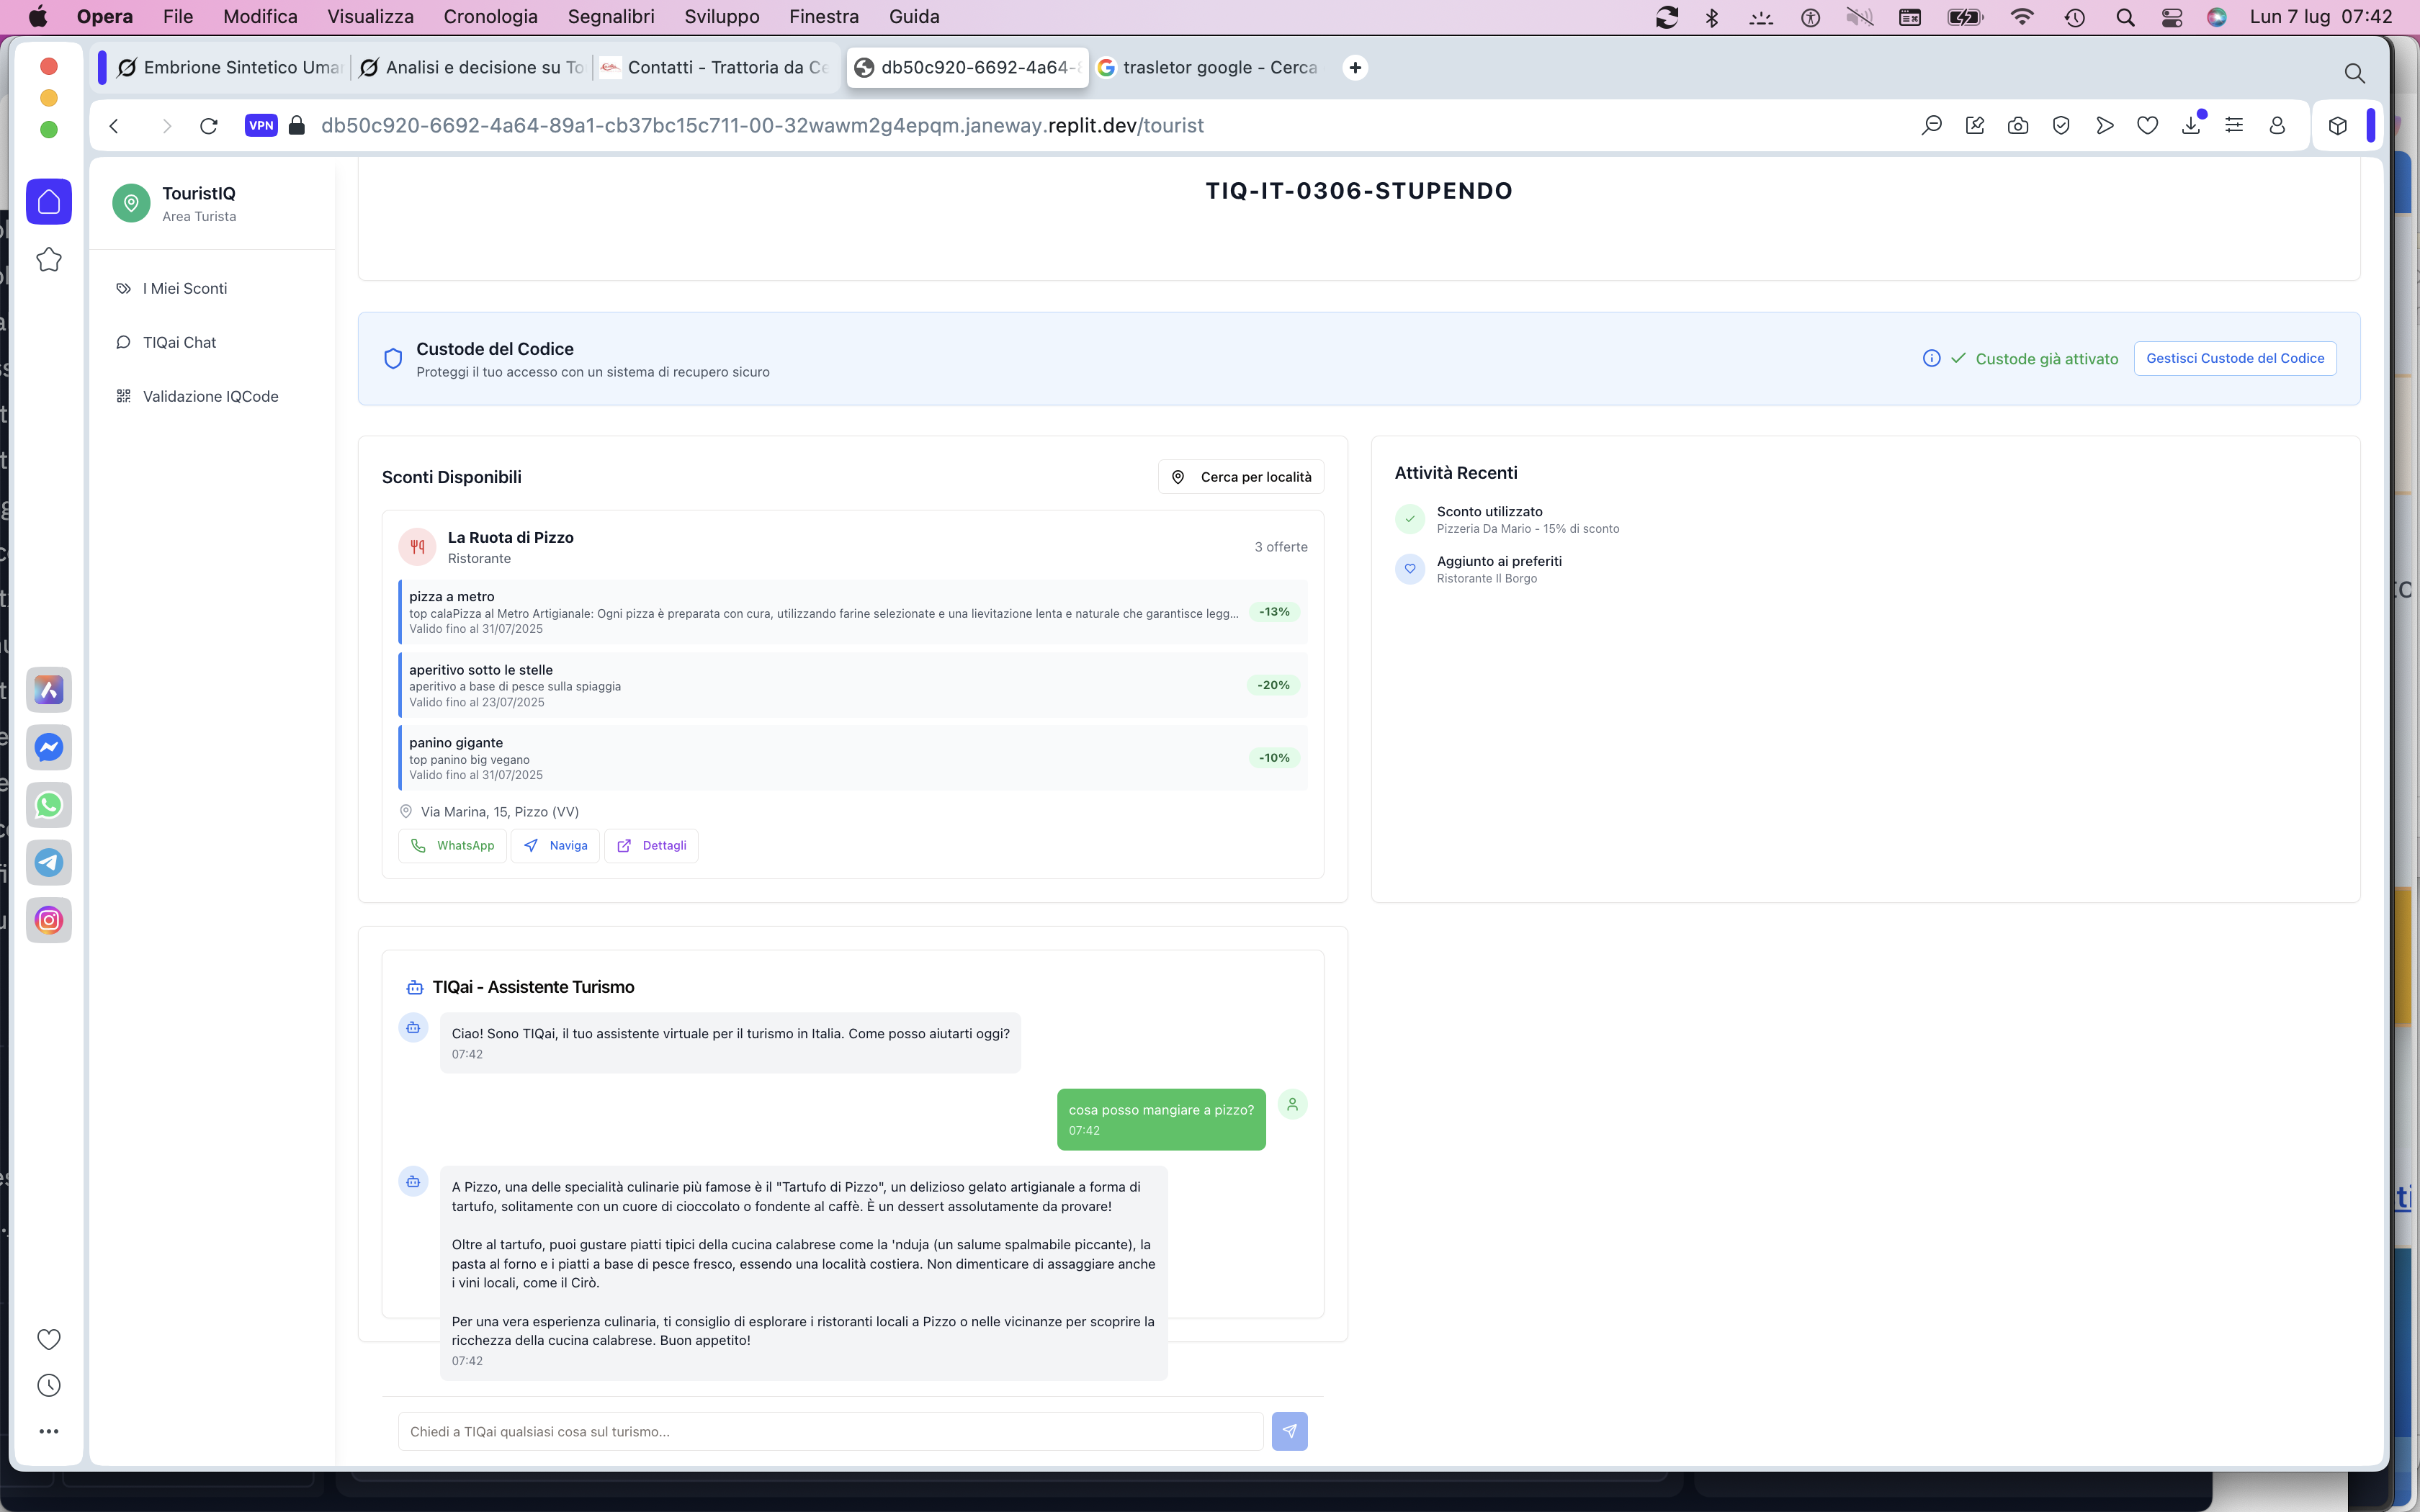 Opera File Modifica Visualizza Cronologia Segnalibri Sviluppo Finestra Guida Lun 7 lug 07:42
Embrione Sintetico Uma
Analisi e decisione su To
Contatti - Trattoria da Ce
db50c920-6692-4a64-8
trasletor google - Cerca
VPN db50c920-6692-4a64-89a1-cb37bc15c711-00-32wawm2g4epqm.janeway.replit.dev/tourist
TouristIQ
Area Turista
I Miei Sconti
TIQai Chat
Validazione IQCode
TIQ-IT-0306-STUPENDO
Custode del Codice
Proteggi il tuo accesso con un sistema di recupero sicuro
Custode già attivato
Gestisci Custode del Codice
Sconti Disponibili
Cerca per località
La Ruota di Pizzo
Ristorante
3 offerte
pizza a metro
top calaPizza al Metro Artigianale: Ogni pizza è preparata con cura, utilizzando farine selezionate e una lievitazione lenta e naturale che garantisce legg...
Valido fino al 31/07/2025
-13%
aperitivo sotto le stelle
aperitivo a base di pesce sulla spiaggia
Valido fino al 23/07/2025
-20%
panino gigante
top panino big vegano
Valido fino al 31/07/2025
-10%
Via Marina, 15, Pizzo (VV)
WhatsApp
Naviga
Dettagli
Attività Recenti
Sconto utilizzato
Pizzeria Da Mario - 15% di sconto
Aggiunto ai preferiti
Ristorante Il Borgo
TIQai - Assistente Turismo
Ciao! Sono TIQai, il tuo assistente virtuale per il turismo in Italia. Come posso aiutarti oggi?
07:42
cosa posso mangiare a pizzo?
07:42
A Pizzo, una delle specialità culinarie più famose è il "Tartufo di Pizzo", un delizioso gelato artigianale a forma di
tartufo, solitamente con un cuore di cioccolato o fondente al caffè. È un dessert assolutamente da provare!
Oltre al tartufo, puoi gustare piatti tipici della cucina calabrese come la 'nduja (un salume spalmabile piccante), la
pasta al forno e i piatti a base di pesce fresco, essendo una località costiera. Non dimenticare di assaggiare anche
i vini locali, come il Cirò.
Per una vera esperienza culinaria, ti consiglio di esplorare i ristoranti locali a Pizzo o nelle vicinanze per scoprire la
ricchezza della cucina calabrese. Buon appetito!
07:42
Chiedi a TIQai qualsiasi cosa sul turismo...